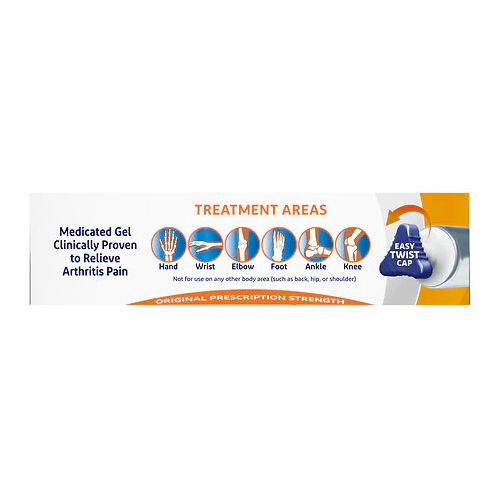 TREATMENT AREAS
Medicated Gel
Clinically Proven
to Relieve
Arthritis Pain
Hand Wrist Elbow Foot Ankle Knee
Not for use on any other body area (such as back, hip, or shoulder)
ORIGINAL PRESCRIPTION STRENGTH
EASY
TWIST
CAP